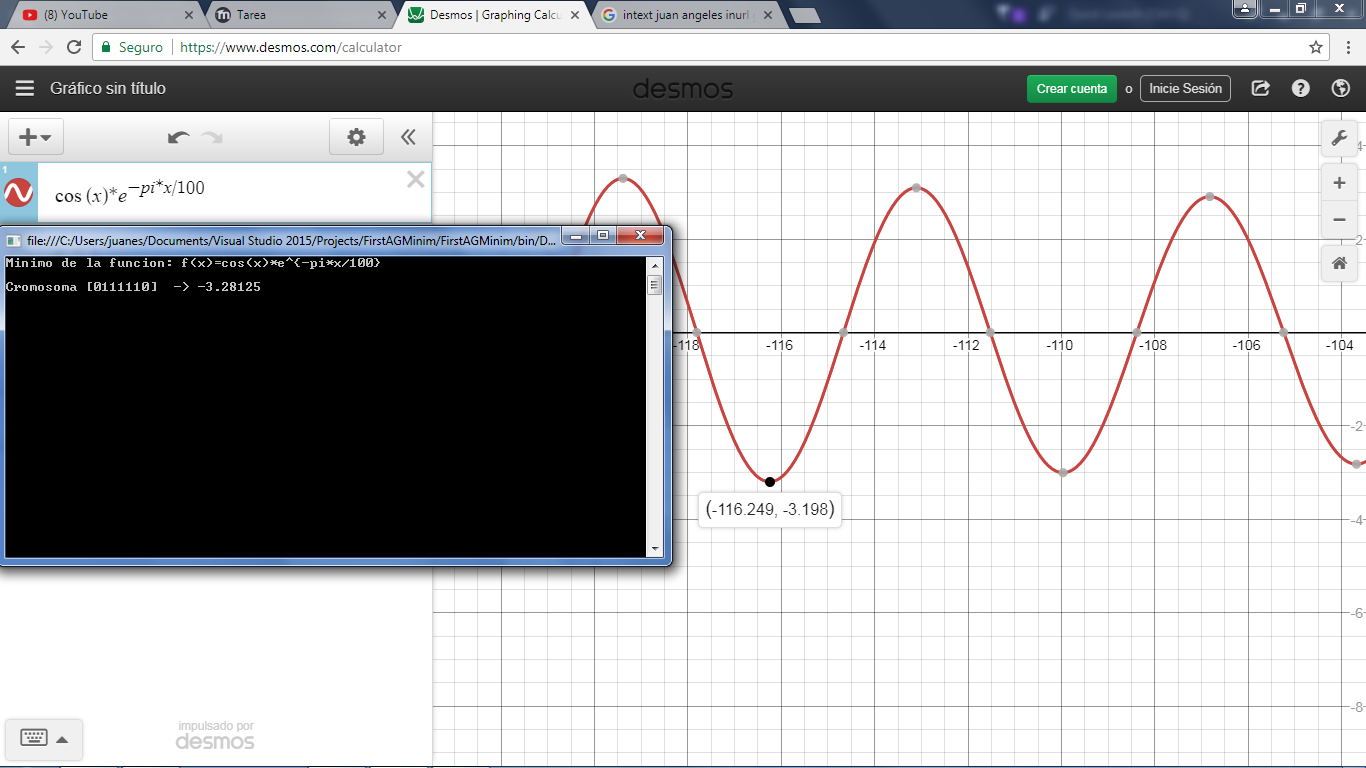 (8) YouTube
Tarea
Desmos | Graphing Calcu
intext juan angeles inurl
Seguro
https://www.desmos.com/calculator
Gráfico sin título
desmos
Crear cuenta
o
Inicie Sesión
1
cos (x)*e^-pi*x/100
file:///C:/Users/juanes/Documents/Visual Studio 2015/Projects/FirstAGMinim/FirstAGMinim/bin/D...
Minimo de la funcion: f(x)=cos(x)*e^{-pi*x/100}
Cromosoma [0111110] -> -3.28125
-118 -116 -114 -112 -110 -108 -106 -104
4
2
-2
-4
-6
-8
(-116.249, -3.198)
impulsado por
desmos